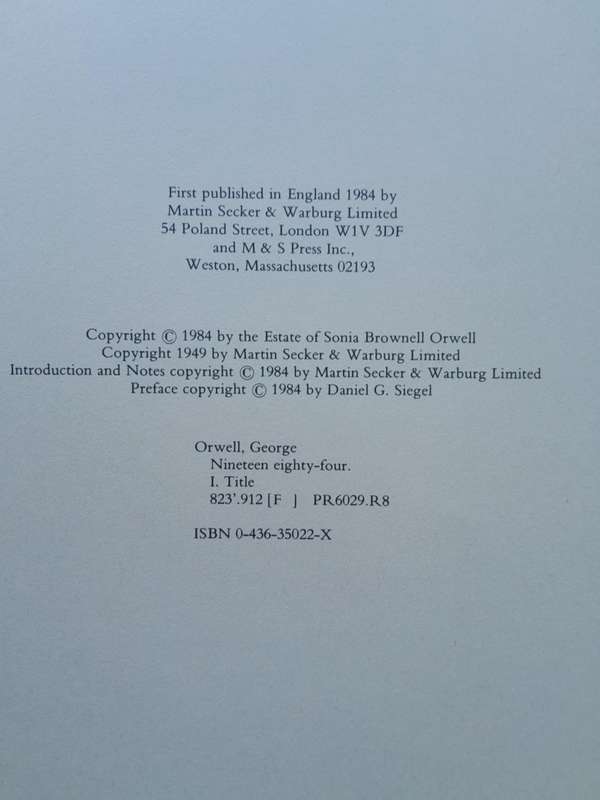 First published in England 1984 by
Martin Secker & Warburg Limited
54 Poland Street, London W1V 3DF
and M & S Press Inc.,
Weston, Massachusetts 02193
Copyright © 1984 by the Estate of Sonia Brownell Orwell
Copyright 1949 by Martin Secker & Warburg Limited
Introduction and Notes copyright © 1984 by Martin Secker & Warburg Limited
Preface copyright © 1984 by Daniel G. Siegel
Orwell, George
Nineteen eighty-four.
I. Title
823'.912 [F ] PR6029.R8
ISBN 0-436-35022-X